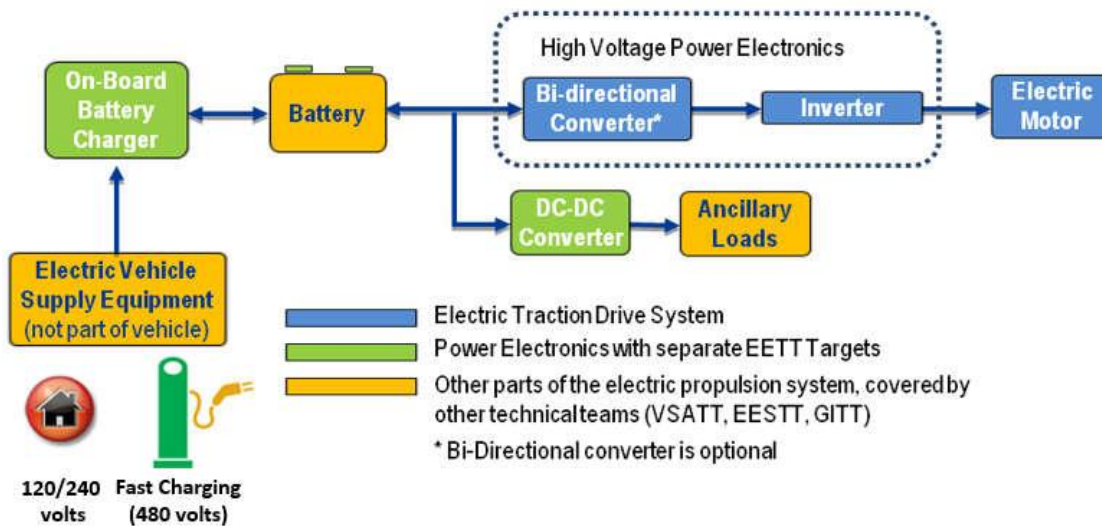 High Voltage Power Electronics
On-Board
Battery
Charger
Battery
Bi-directional
Converter*
Inverter
Electric
Motor
DC-DC
Converter
Ancillary
Loads
Electric Vehicle
Supply Equipment
(not part of vehicle)
Electric Traction Drive System
Power Electronics with separate EETT Targets
Other parts of the electric propulsion system, covered by
other technical teams (VSATT, EESTT, GITT)
* Bi-Directional converter is optional
120/240
volts
Fast Charging
(480 volts)